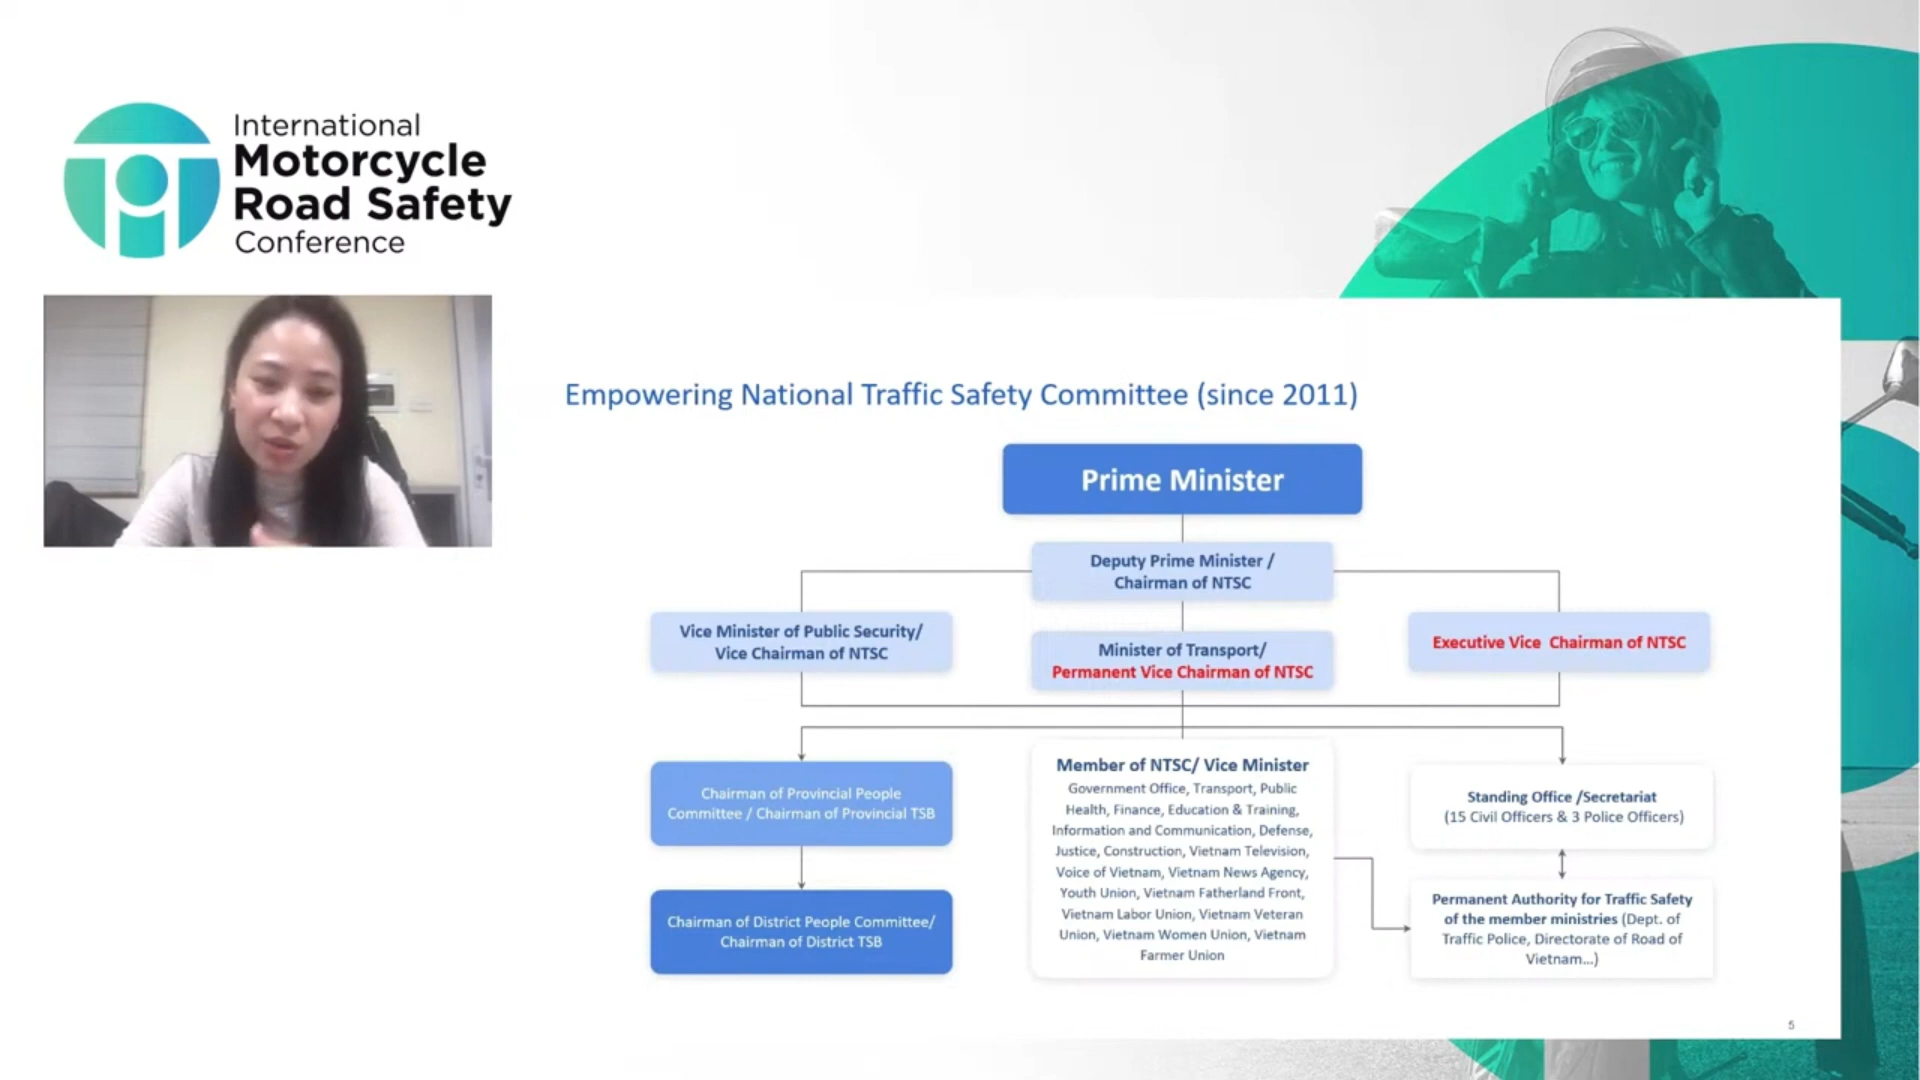 International
Motorcycle
Road Safety
Conference
Empowering National Traffic Safety Committee (since 2011)
Prime Minister
Deputy Prime Minister /
Chairman of NTSC
Vice Minister of Public Security/
Vice Chairman of NTSC
Minister of Transport/
Permanent Vice Chairman of NTSC
Executive Vice Chairman of NTSC
Chairman of Provincial People
Committee / Chairman of Provincial TSB
Chairman of District People Committee/
Chairman of District TSB
Member of NTSC/ Vice Minister
Government Office, Transport, Public
Health, Finance, Education & Training,
Information and Communication, Defense,
Justice, Construction, Vietnam Television,
Voice of Vietnam, Vietnam News Agency,
Youth Union, Vietnam Fatherland Front,
Vietnam Labor Union, Vietnam Veteran
Union, Vietnam Women Union, Vietnam
Farmer Union
Standing Office /Secretariat
(15 Civil Officers & 3 Police Officers)
Permanent Authority for Traffic Safety
of the member ministries (Dept. of
Traffic Police, Directorate of Road of
Vietnam...)
5